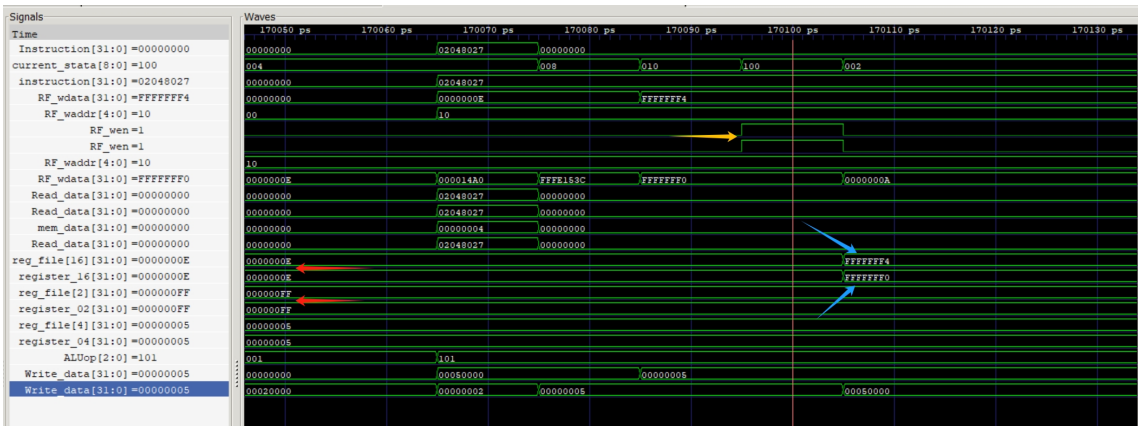 Signals
Waves
Time
170050 ps 170060 ps 170070 ps 170080 ps 170090 ps 170100 ps 170110 ps 170120 ps 170130 ps
Instruction[31:0] =00000000 00000000 02048027 00000000
current_stata[8:0] =100 004 008 010 100 002
instruction[31:0] =02048027 00000000 02048027
RF_wdata[31:0] =FFFFFFF4 00000000 0000000E FFFFFFF4
RF_waddr[4:0] =10 00 10
RF_wen =1
RF_wen =1
RF_waddr[4:0] =10 10
RF_wdata[31:0] =FFFFFFF0 0000000E 000014A0 FFFE153C FFFFFFF0 0000000A
Read_data[31:0] =00000000 00000000 02048027 00000000
Read_data[31:0] =00000000 00000000 02048027 00000000
mem_data[31:0] =00000000 00000000 00000004 00000000
Read_data[31:0] =00000000 00000000 02048027 00000000
reg_file[16][31:0] =0000000E 0000000E FFFFFFF4
register_16[31:0] =0000000E 0000000E FFFFFFF0
reg_file[2][31:0] =000000FF 000000FF
register_02[31:0] =000000FF 000000FF
reg_file[4][31:0] =00000005 00000005
register_04[31:0] =00000005 00000005
ALUop[2:0] =101 001 101
Write_data[31:0] =00000005 00000000 00050000 00000005
Write_data[31:0] =00000005 00020000 00000002 00000005 00050000